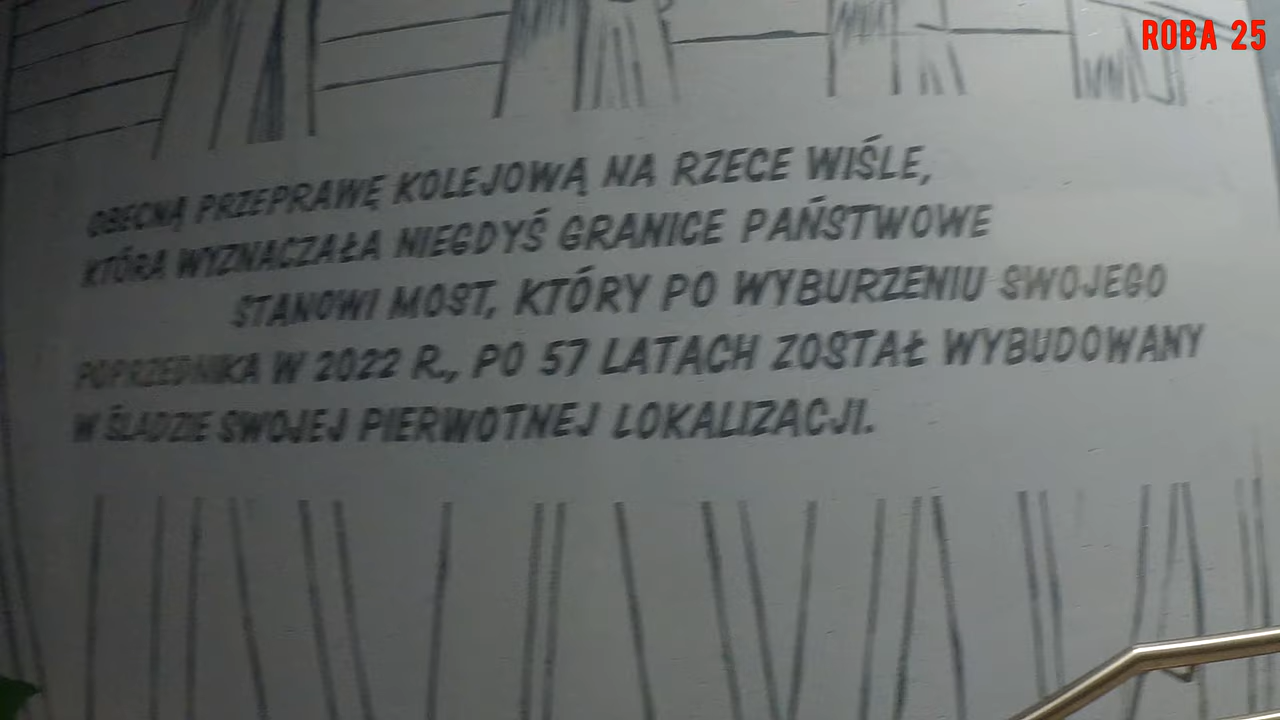 ROBA 25
OBECNĄ PRZEPRAWĘ KOLEJOWĄ NA RZECE WIŚLE,
KTÓRA WYZNACZAŁA NIEGDYŚ GRANICE PAŃSTWOWE
STANOWI MOST, KTÓRY PO WYBURZENIU SWOJEGO
POPRZEDNIKA W 2022 R., PO 57 LATACH ZOSTAŁ WYBUDOWANY
W ŚLADZIE SWOJEJ PIERWOTNEJ LOKALIZACJI.